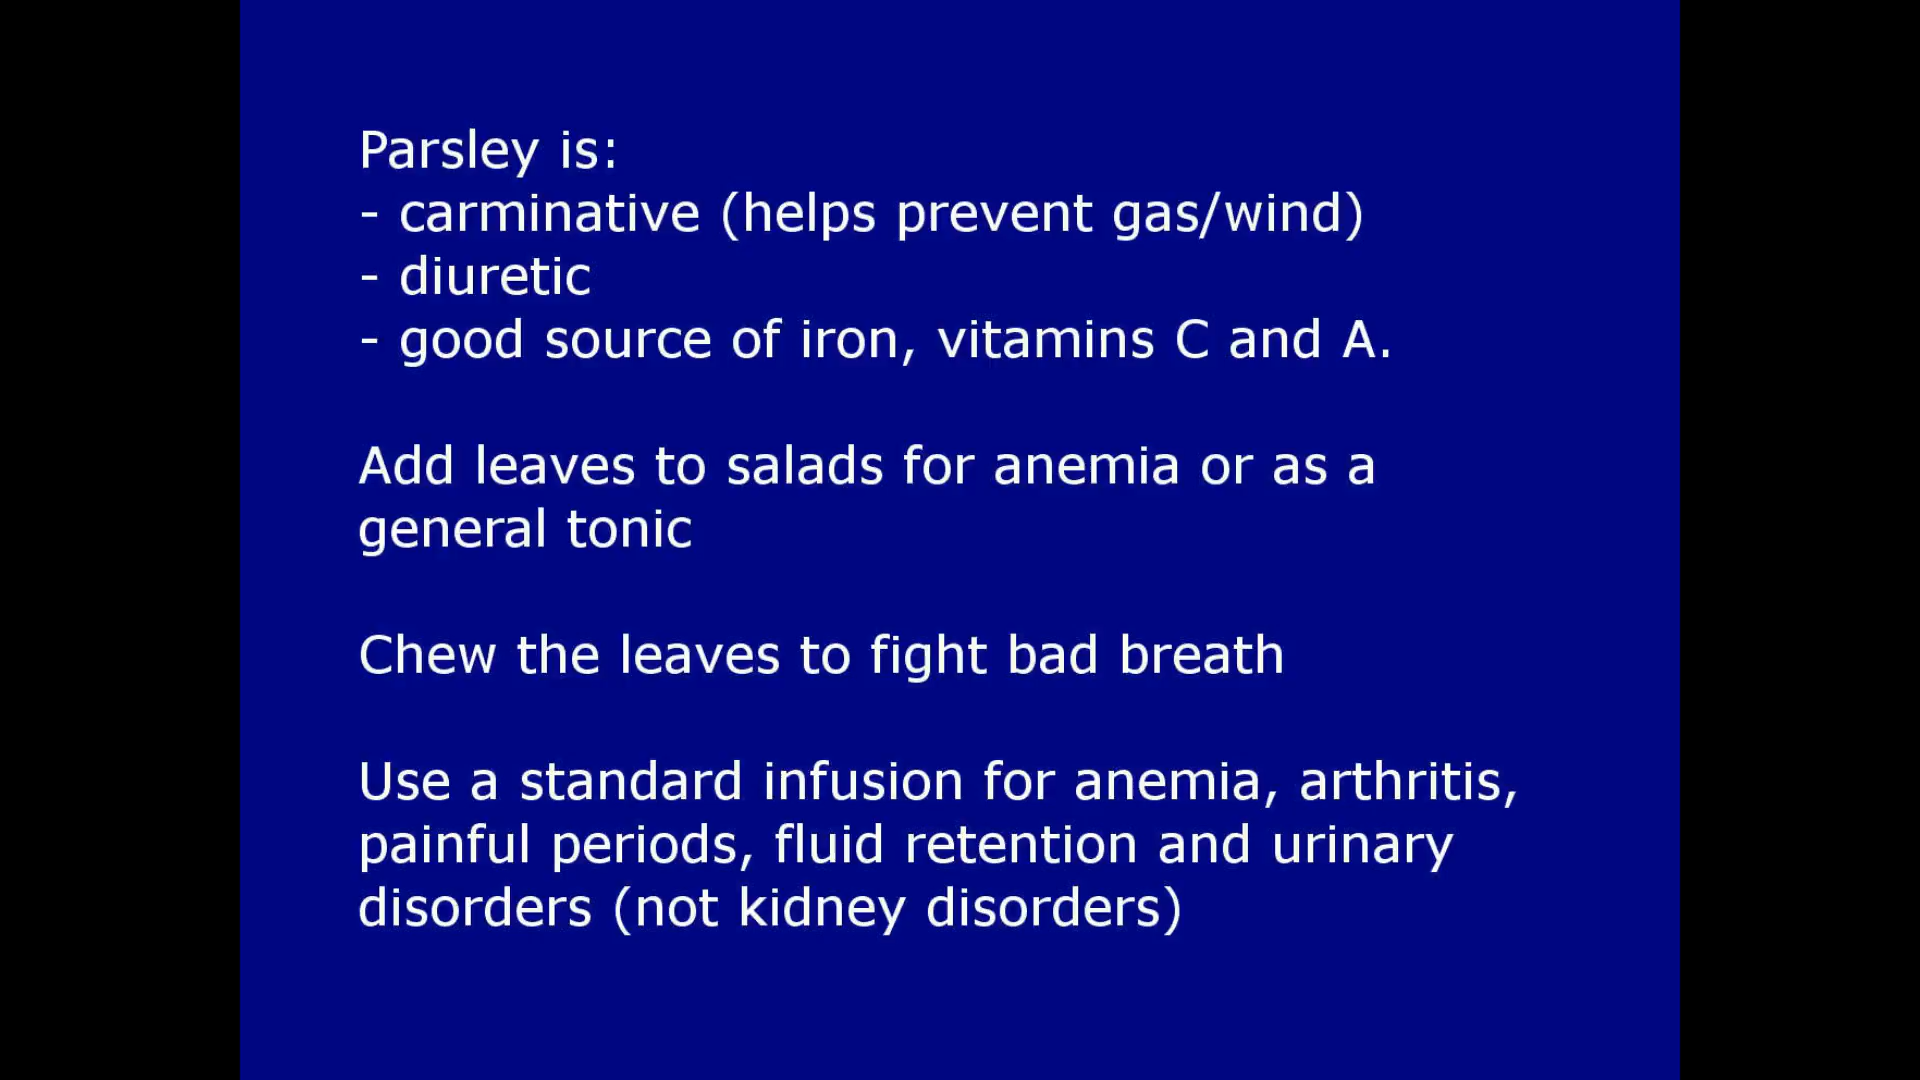 Parsley is:
- carminative (helps prevent gas/wind)
- diuretic
- good source of iron, vitamins C and A.
Add leaves to salads for anemia or as a
general tonic
Chew the leaves to fight bad breath
Use a standard infusion for anemia, arthritis,
painful periods, fluid retention and urinary
disorders (not kidney disorders)